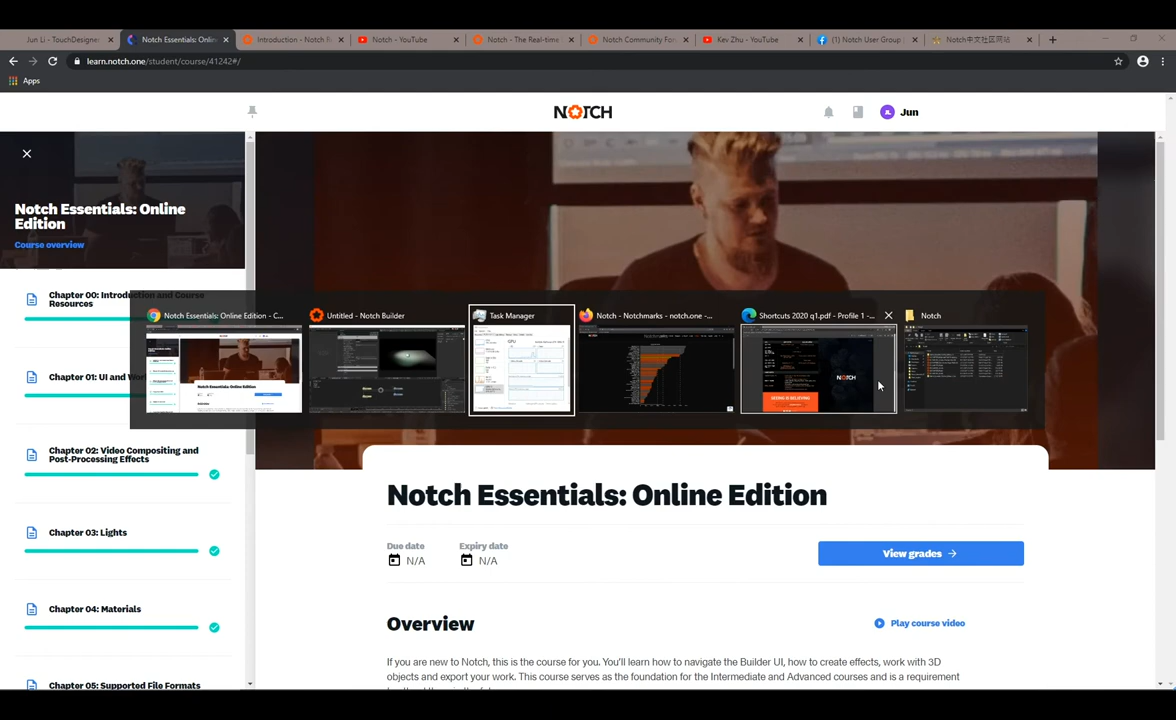 Jun Li - TouchDesigner
Notch Essentials: Onlin
Introduction - Notch R
Notch - YouTube
Notch - The Real-time
Notch Community For
Kev Zhu - YouTube
(1) Notch User Group
Notch中文社区网站
learn.notch.one/student/course/41242#/
Apps
NOTCH
JL
Jun
Notch Essentials: Online
Edition
Course overview
Chapter 00: Introduction and Course
Resources
Chapter 01: UI and Wor
Chapter 02: Video Compositing and
Post-Processing Effects
Chapter 03: Lights
Chapter 04: Materials
Chapter 05: Supported File Formats
Notch Essentials: Online Edition - C...
Untitled - Notch Builder
Task Manager
Notch - Notchmarks - notch.one -...
Shortcuts 2020 q1.pdf - Profile 1 -...
Notch
NOTCH
SEEING IS BELIEVING
Notch Essentials: Online Edition
Due date
N/A
Expiry date
N/A
View grades
Overview
Play course video
If you are new to Notch, this is the course for you. You'll learn how to navigate the Builder UI, how to create effects, work with 3D
objects and export your work. This course serves as the foundation for the Intermediate and Advanced courses and is a requirement